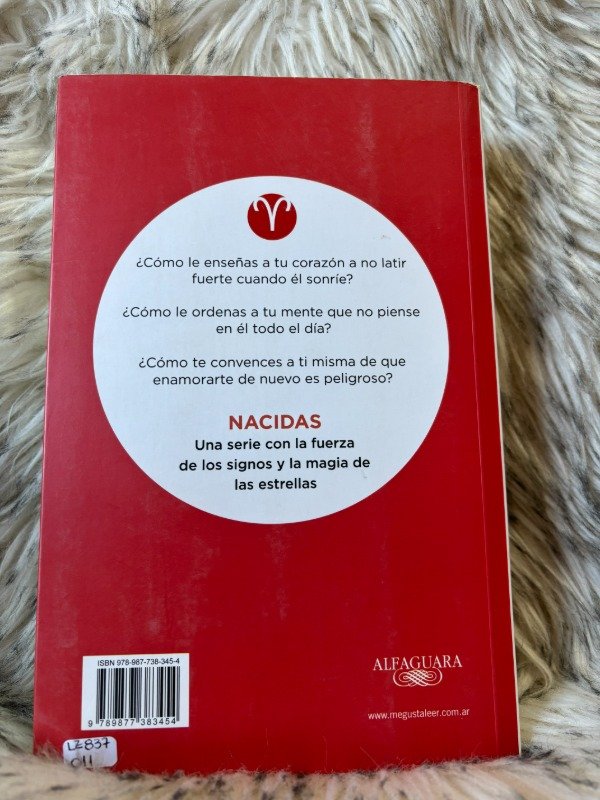 ¿Cómo le enseñas a tu corazón a no latir
fuerte cuando él sonríe?
¿Cómo le ordenas a tu mente que no piense
en él todo el día?
¿Cómo te convences a ti misma de que
enamorarte de nuevo es peligroso?
NACIDAS
Una serie con la fuerza
de los signos y la magia de
las estrellas
ISBN 978-987-738-345-4
9 789877 383454
ALFAGUARA
www.megustaleer.com.ar
LZ837
011